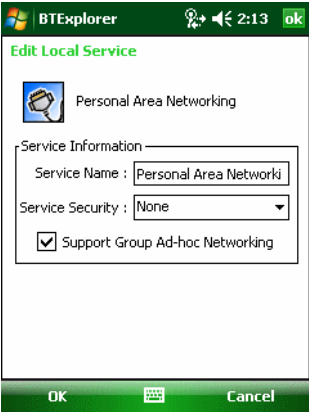 BTExplorer 2:13 ok
Edit Local Service
Personal Area Networking
Service Information
Service Name : Personal Area Networki
Service Security : None
Support Group Ad-hoc Networking
OK Cancel